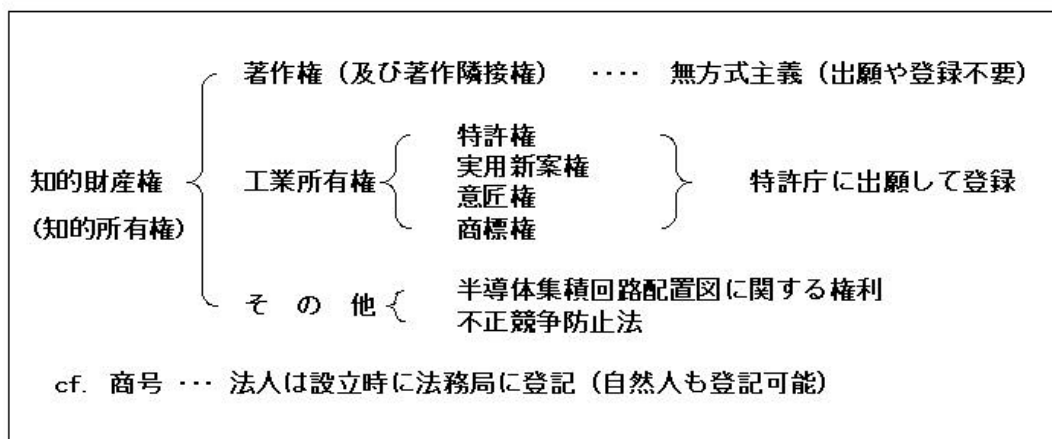 著作権（及び著作隣接権） ‥‥ 無方式主義（出願や登録不要）
知的財産権
（知的所有権）
工業所有権
特許権
実用新案権
意匠権
商標権
特許庁に出願して登録
そ の 他
半導体集積回路配置図に関する権利
不正競争防止法
cf. 商号 ‥‥ 法人は設立時に法務局に登記（自然人も登記可能）